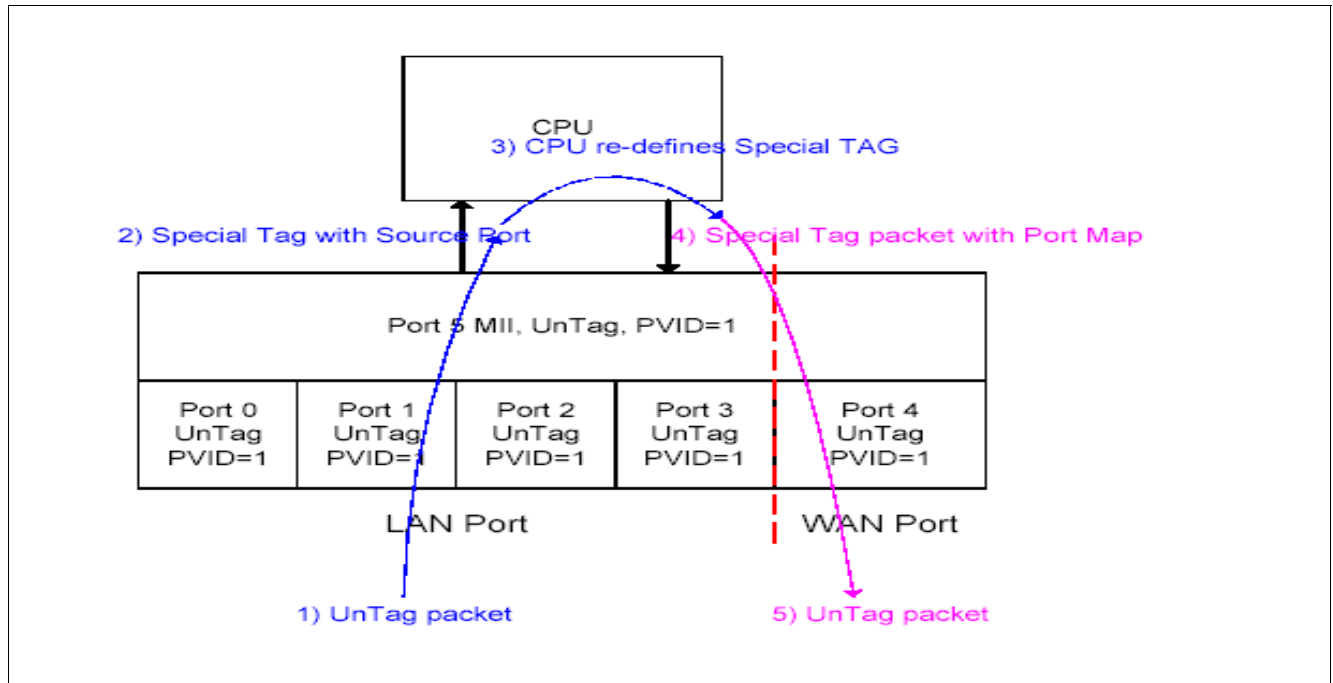 CPU
3) CPU re-defines Special TAG
2) Special Tag with Source Port
4) Special Tag packet with Port Map
Port 5 MII, UnTag, PVID=1
Port 0
UnTag
PVID=1
Port 1
UnTag
PVID=1
Port 2
UnTag
PVID=1
Port 3
UnTag
PVID=1
Port 4
UnTag
PVID=1
LAN Port
WAN Port
1) UnTag packet
5) UnTag packet